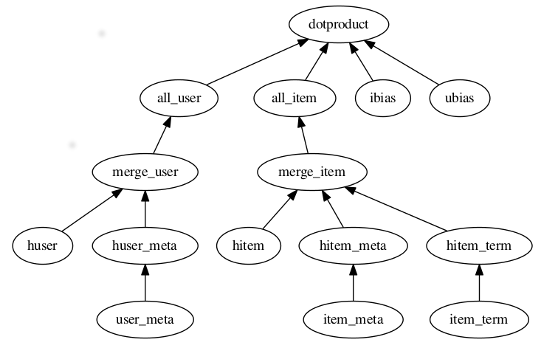 dotproduct
all_user all_item ibias ubias
merge_user merge_item
huser huser_meta hitem hitem_meta hitem_term
user_meta item_meta item_term